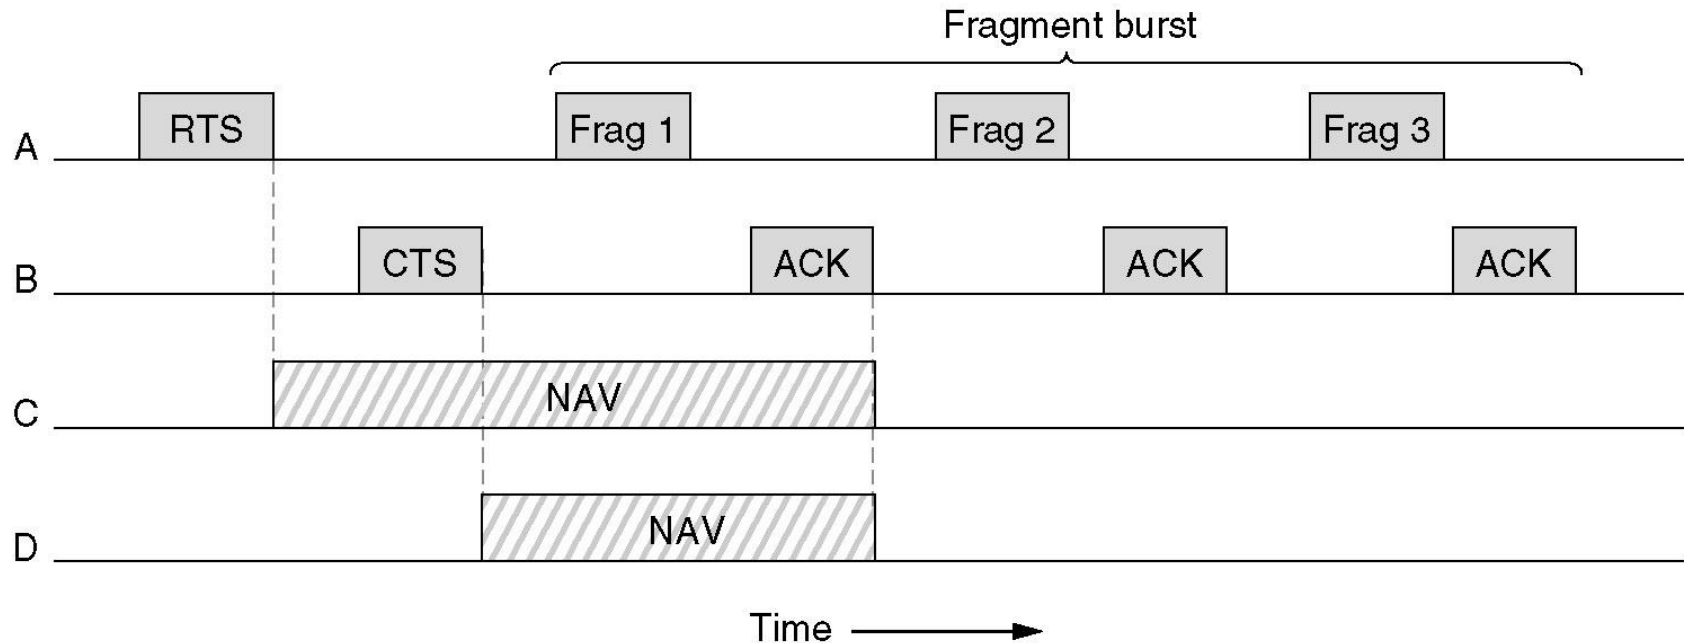 Fragment burst
A RTS Frag 1 Frag 2 Frag 3
B CTS ACK ACK ACK
C NAV
D NAV
Time